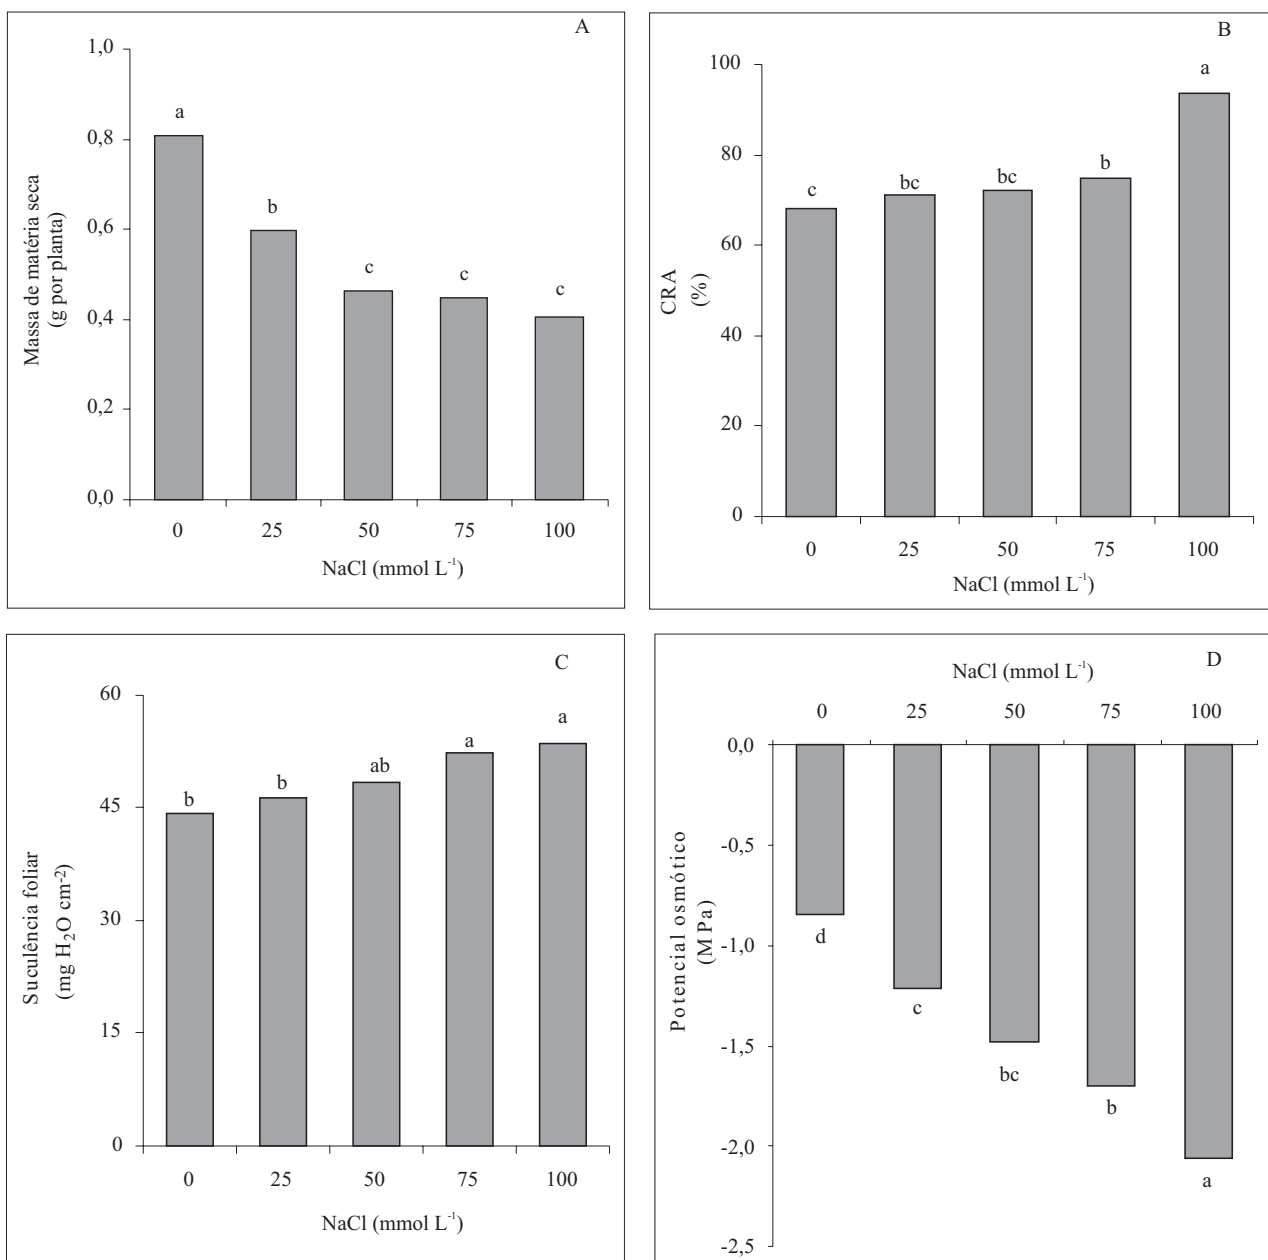 A
Massa de matéria seca
(g por planta)
1,0
0,8
0,6
0,4
0,2
0,0
a
b
c
c
c
0 25 50 75 100
NaCl (mmol L⁻¹)
B
CRA
(%)
100
80
60
40
20
0
c
bc
bc
b
a
0 25 50 75 100
NaCl (mmol L⁻¹)
C
Suculência foliar
(mg H₂O cm⁻²)
60
45
30
15
0
b
b
ab
a
a
0 25 50 75 100
NaCl (mmol L⁻¹)
D
NaCl (mmol L⁻¹)
0 25 50 75 100
Potencial osmótico
(MPa)
0,0
-0,5
-1,0
-1,5
-2,0
-2,5
d
c
bc
b
a